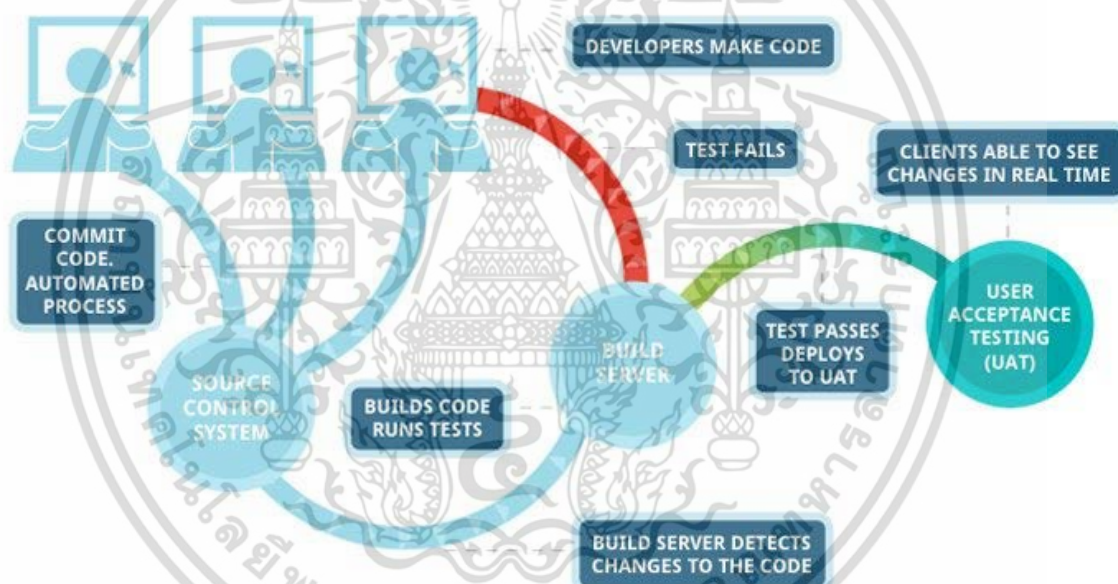 DEVELOPERS MAKE CODE
TEST FAILS
CLIENTS ABLE TO SEE
CHANGES IN REAL TIME
COMMIT
CODE.
AUTOMATED
PROCESS
USER
ACCEPTANCE
TESTING
(UAT)
BUILD
SERVER
TEST PASSES
DEPLOYS
TO UAT
SOURCE
CONTROL
SYSTEM
BUILDS CODE
RUNS TESTS
BUILD SERVER DETECTS
CHANGES TO THE CODE